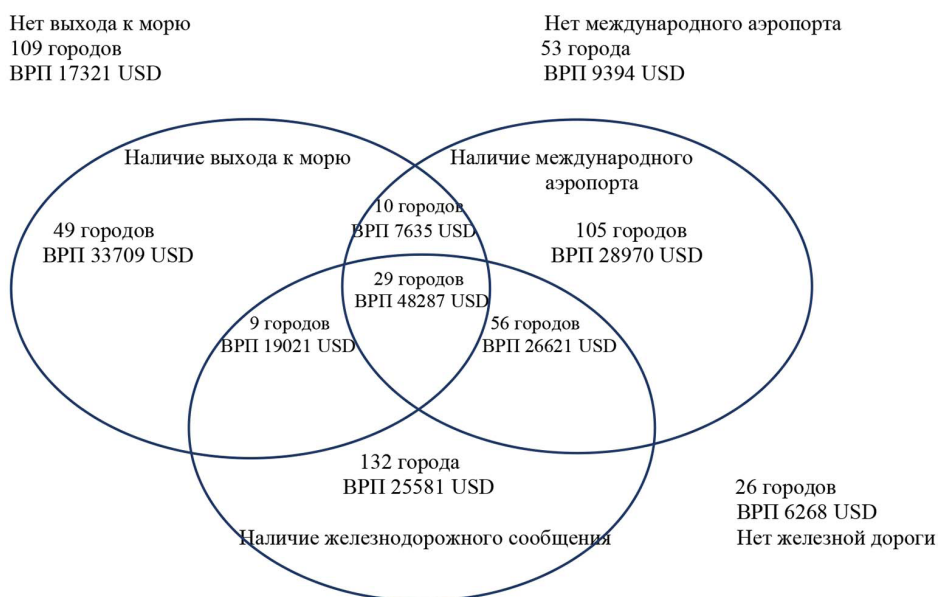 Нет выхода к морю
109 городов
ВРП 17321 USD
Нет международного аэропорта
53 города
ВРП 9394 USD
Наличие выхода к морю
Наличие международного
аэропорта
49 городов
ВРП 33709 USD
10 городов
ВРП 7635 USD
105 городов
ВРП 28970 USD
29 городов
ВРП 48287 USD
9 городов
ВРП 19021 USD
56 городов
ВРП 26621 USD
132 города
ВРП 25581 USD
Наличие железнодорожного сообщения
26 городов
ВРП 6268 USD
Нет железной дороги